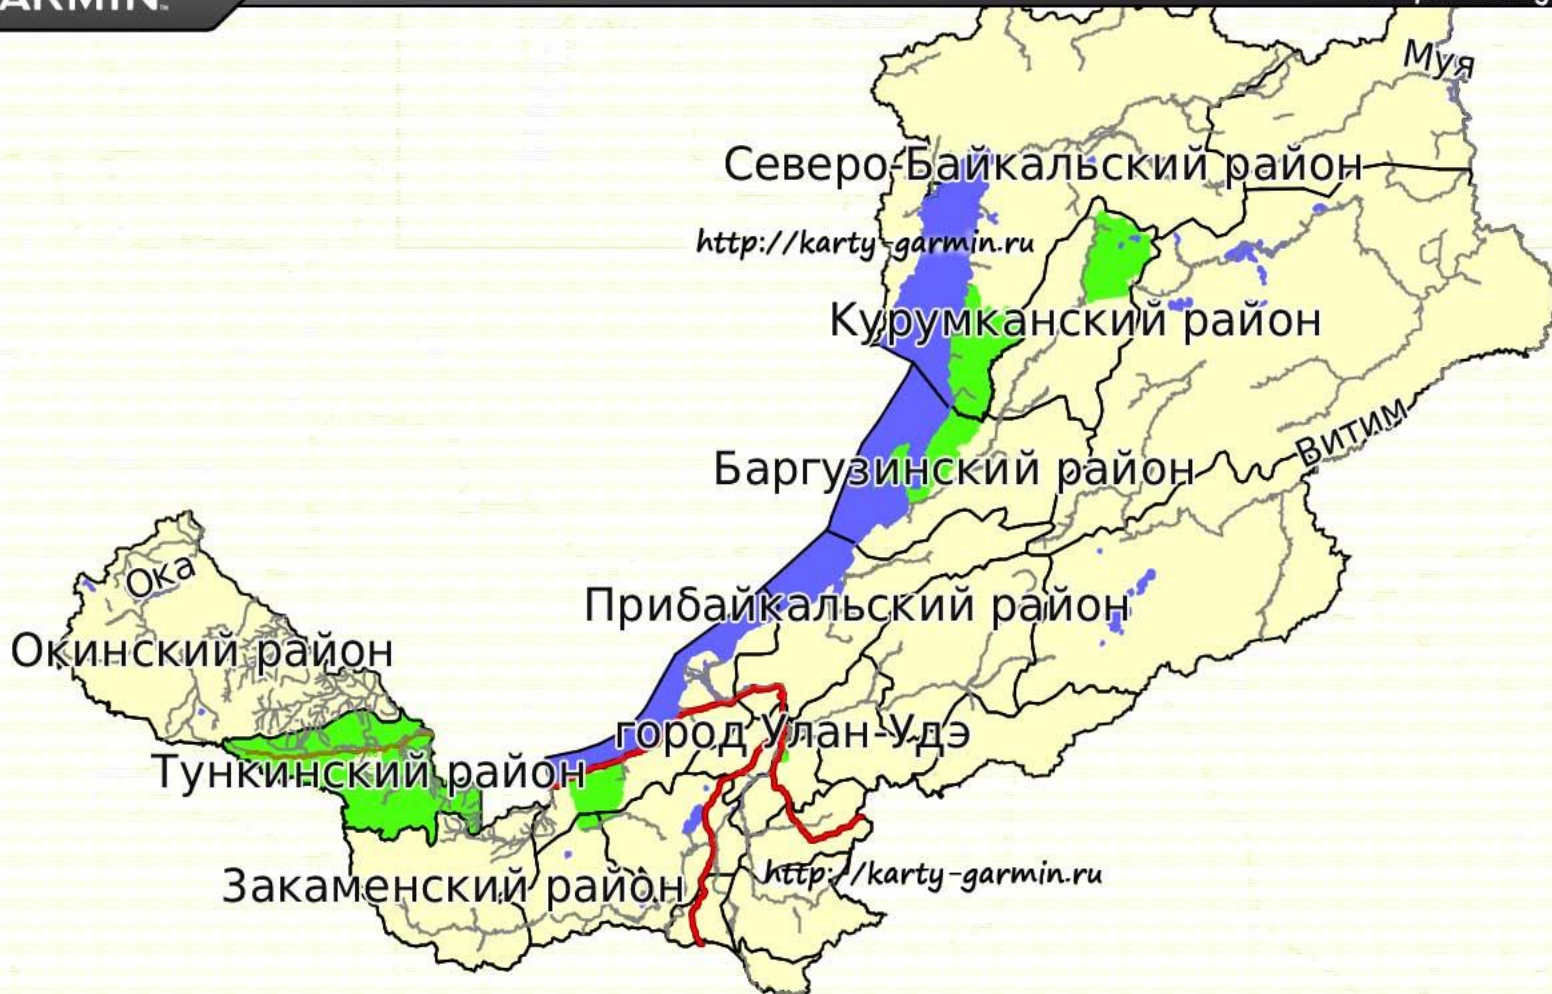 GARMIN
Муя
Северо-Байкальский район
http://karty-garmin.ru
Курумканский район
Витим
Баргузинский район
Ока
Прибайкальский район
Окинский район
город Улан-Удэ
Тункинский район
http://karty-garmin.ru
Закаменский район